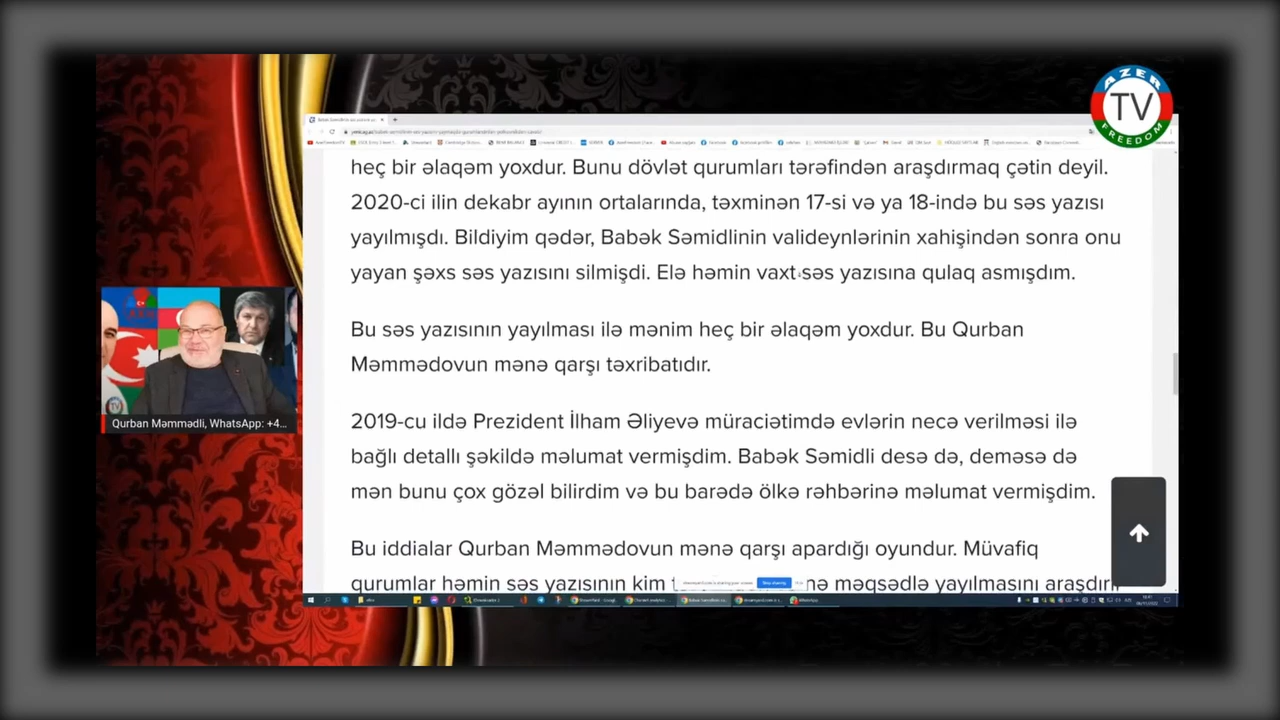 AZER
TV
FREEDOM
heç bir əlaqəm yoxdur. Bunu dövlət qurumları tərəfindən araşdırmaq çətin deyil.
2020-ci ilin dekabr ayının ortalarında, təxminən 17-si və ya 18-ində bu səs yazısı
yayılmışdı. Bildiyim qədər, Babək Səmidlinin valideynlərinin xahişindən sonra onu
yayan şəxs səs yazısını silmişdi. Elə həmin vaxt səs yazısına qulaq asmışdım.
Bu səs yazısının yayılması ilə mənim heç bir əlaqəm yoxdur. Bu Qurban
Məmmədovun mənə qarşı təxribatıdır.
2019-cu ildə Prezident İlham Əliyevə müraciətimdə evlərin necə verilməsi ilə
bağlı detallı şəkildə məlumat vermişdim. Babək Səmidli desə də, deməsə də
mən bunu çox gözəl bilirdim və bu barədə ölkə rəhbərinə məlumat vermişdim.
Bu iddialar Qurban Məmmədovun mənə qarşı apardığı oyundur. Müvafiq
qurumlar həmin səs yazısının kim məqsədlə yayılmasını araşdırı
Qurban Məmmədli, WhatsApp: +4...